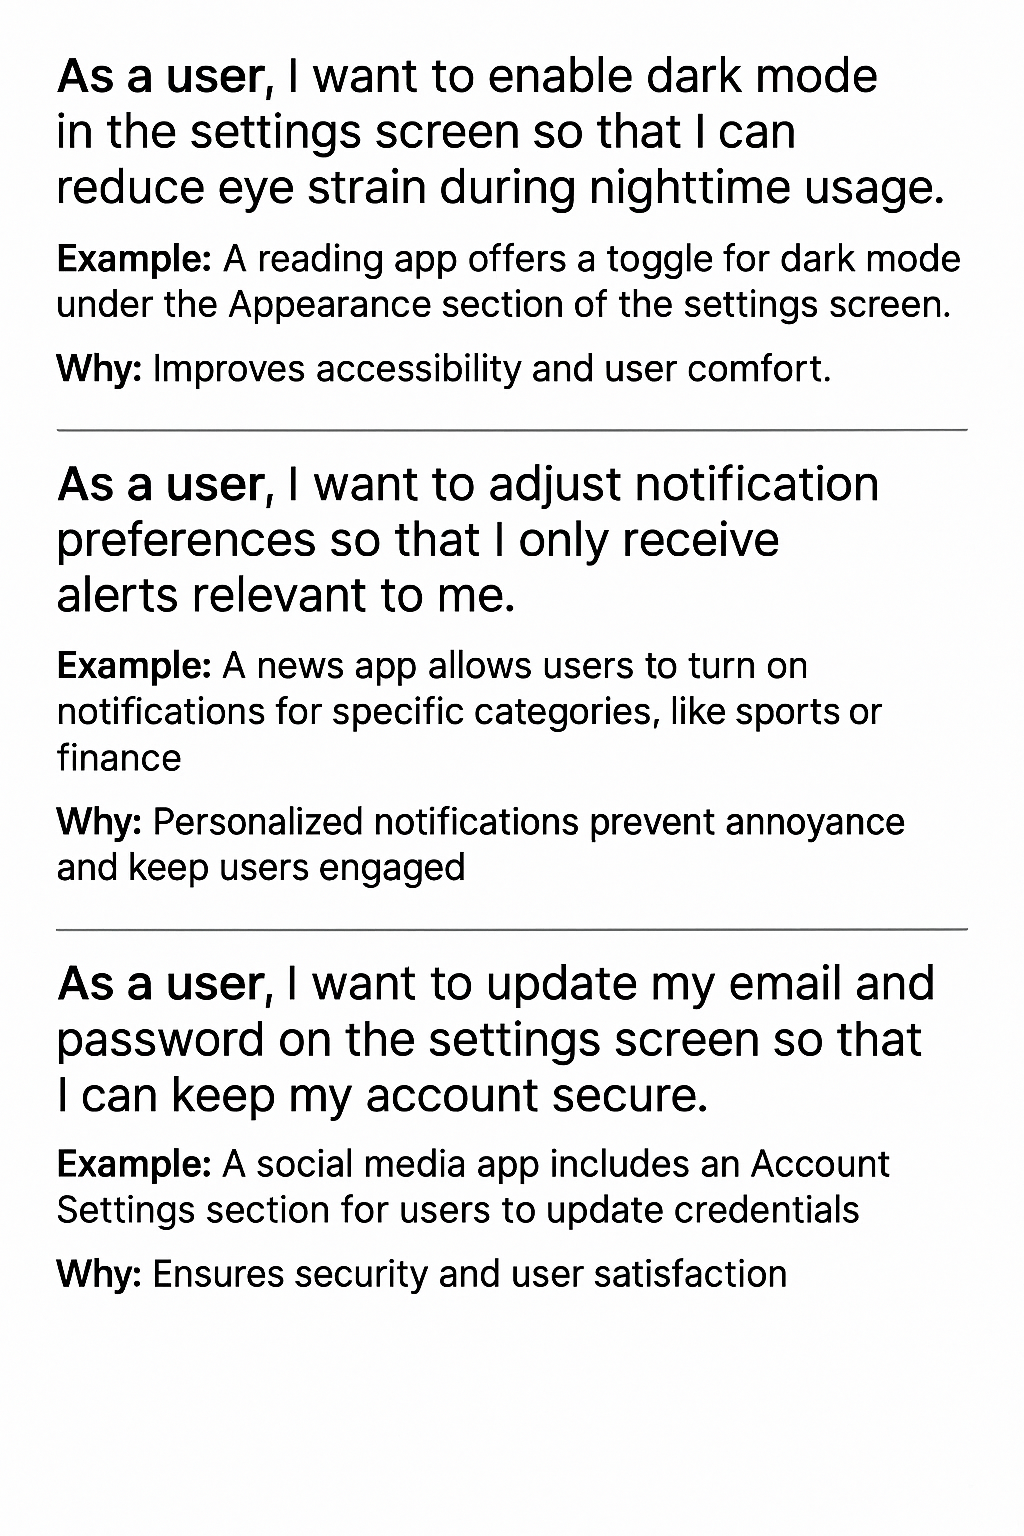 As a user, I want to enable dark mode
in the settings screen so that I can
reduce eye strain during nighttime usage.
Example: A reading app offers a toggle for dark mode
under the Appearance section of the settings screen.
Why: Improves accessibility and user comfort.
As a user, I want to adjust notification
preferences so that I only receive
alerts relevant to me.
Example: A news app allows users to turn on
notifications for specific categories, like sports or
finance
Why: Personalized notifications prevent annoyance
and keep users engaged
As a user, I want to update my email and
password on the settings screen so that
I can keep my account secure.
Example: A social media app includes an Account
Settings section for users to update credentials
Why: Ensures security and user satisfaction